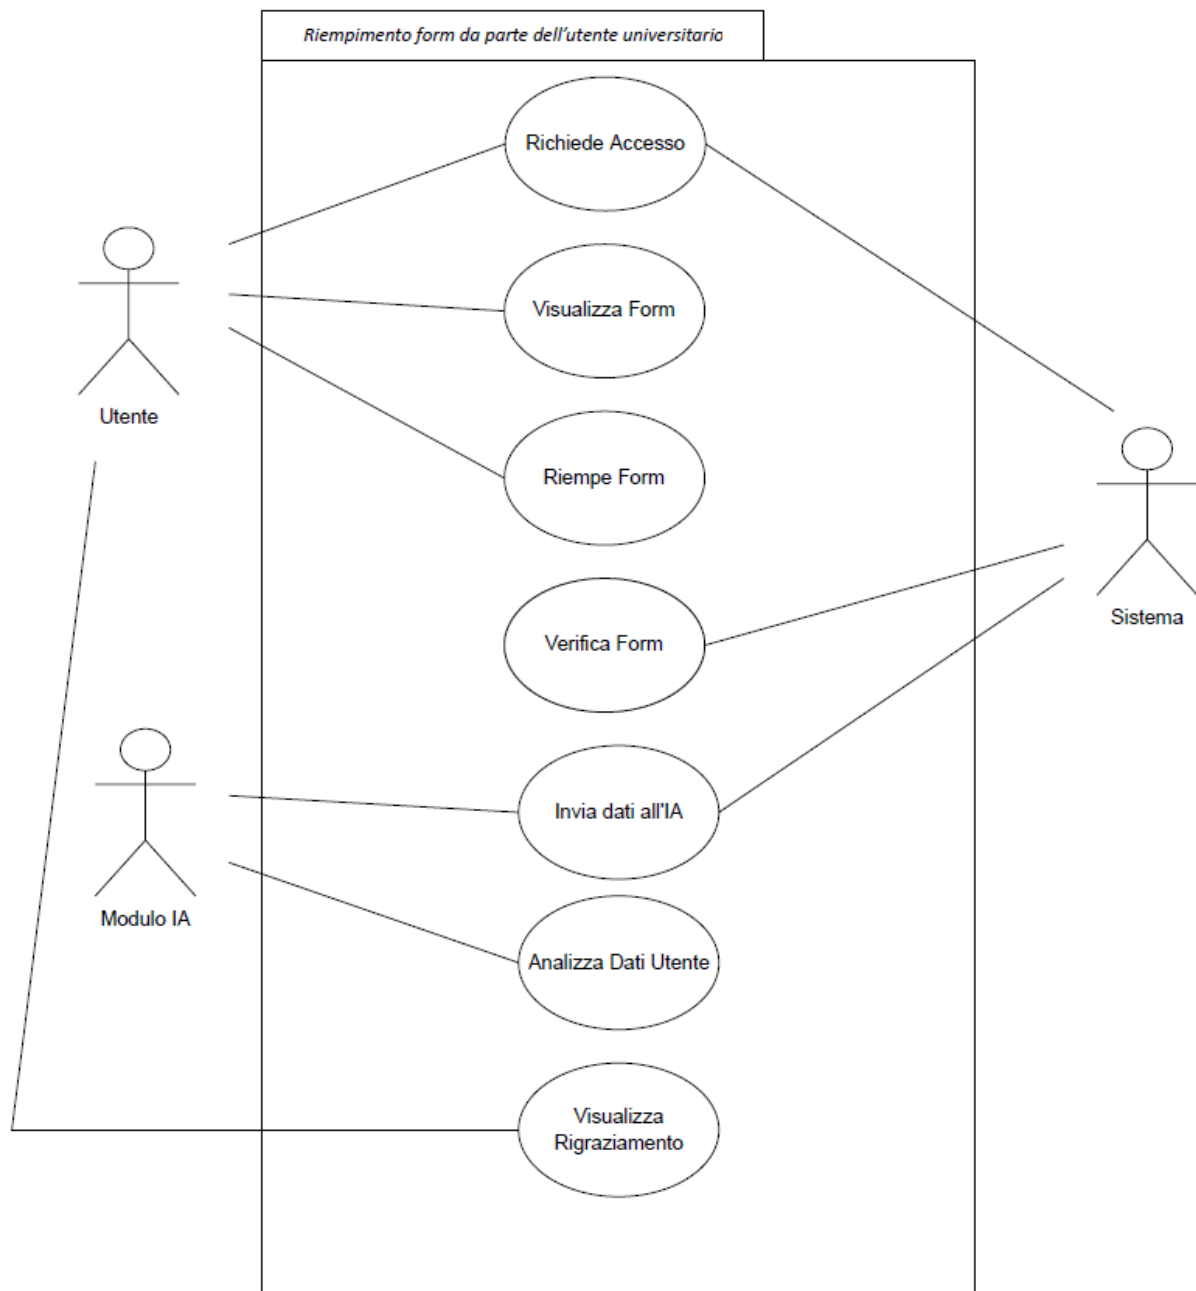 Riempimento form da parte dell'utente universitario
Richiede Accesso
Visualizza Form
Utente
Riempe Form
Sistema
Verifica Form
Invia dati all'IA
Modulo IA
Analizza Dati Utente
Visualizza
Rigraziamento